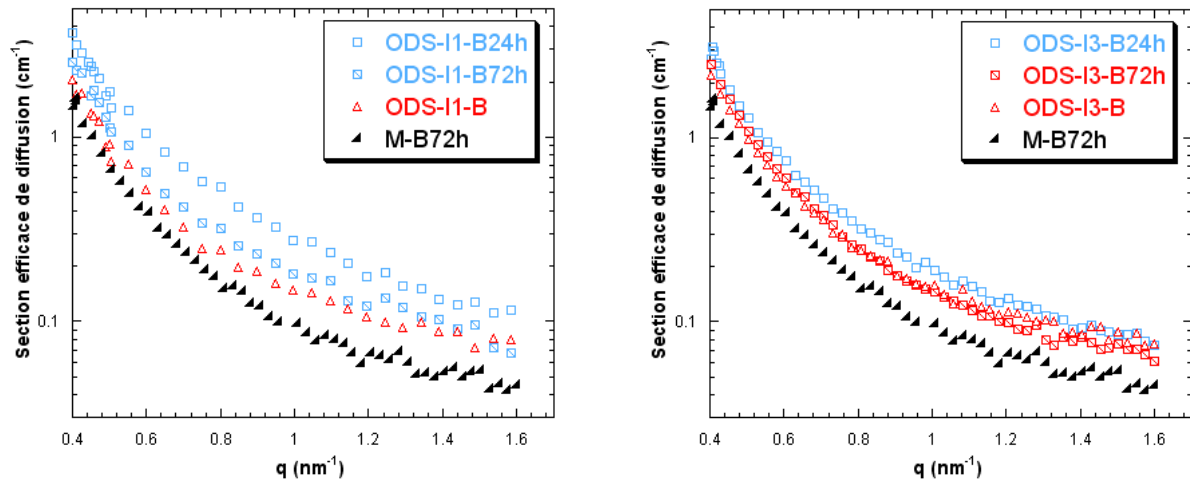 Section efficace de diffusion (cm⁻¹)
1
0.1
0.4
0.6
0.8
1
1.2
1.4
1.6
q (nm⁻¹)
ODS-I1-B24h
ODS-I1-B72h
ODS-I1-B
M-B72h
Section efficace de diffusion (cm⁻¹)
1
0.1
0.4
0.6
0.8
1
1.2
1.4
1.6
q (nm⁻¹)
ODS-I3-B24h
ODS-I3-B72h
ODS-I3-B
M-B72h